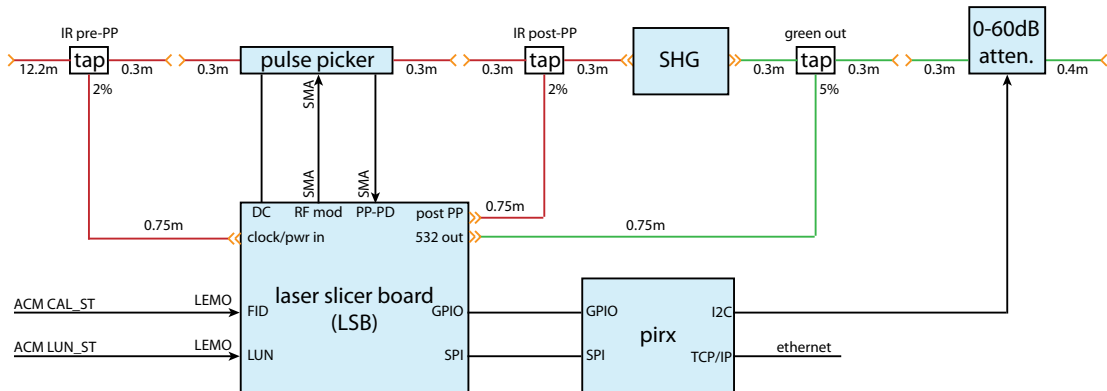 IR pre-PP
tap
12.2m
0.3m
2%
0.3m
pulse picker
0.3m
SMA
IR post-PP
tap
0.3m
0.3m
2%
SHG
green out
tap
0.3m
0.3m
5%
0-60dB
atten.
0.3m
0.4m
SMA
SMA
DC
RF mod
PP-PD
post PP
0.75m
0.75m
clock/pwr in
532 out
0.75m
laser slicer board
(LSB)
ACM CAL_ST
LEMO
FID
GPIO
GPIO
I2C
pirx
ACM LUN_ST
LEMO
LUN
SPI
SPI
TCP/IP
ethernet